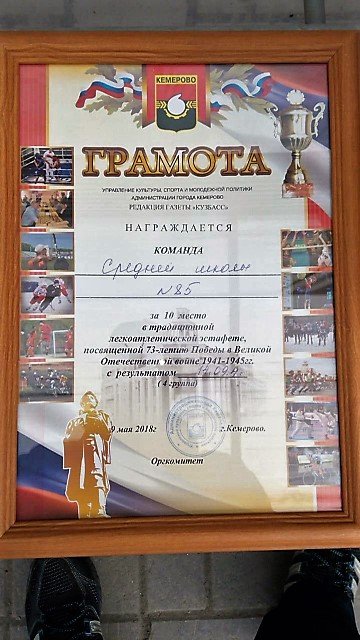 КЕМЕРОВО
ГРАМОТА
УПРАВЛЕНИЕ КУЛЬТУРЫ, СПОРТА И МОЛОДЕЖНОЙ ПОЛИТИКИ
АДМИНИСТРАЦИИ ГОРОДА КЕМЕРОВО
РЕДАКЦИЯ ГАЗЕТЫ «КУЗБАСС»
НАГРАЖДАЕТСЯ
КОМАНДА
Средней школы
№85
за 10 место
в традиционной
легкоатлетической эстафете,
посвященной 73-летию Победы в Великой
Отечественной войне 1941-1945гг.
с результатом
( 4 группа)
9 мая 2018г г.Кемерово.
Оргкомитет